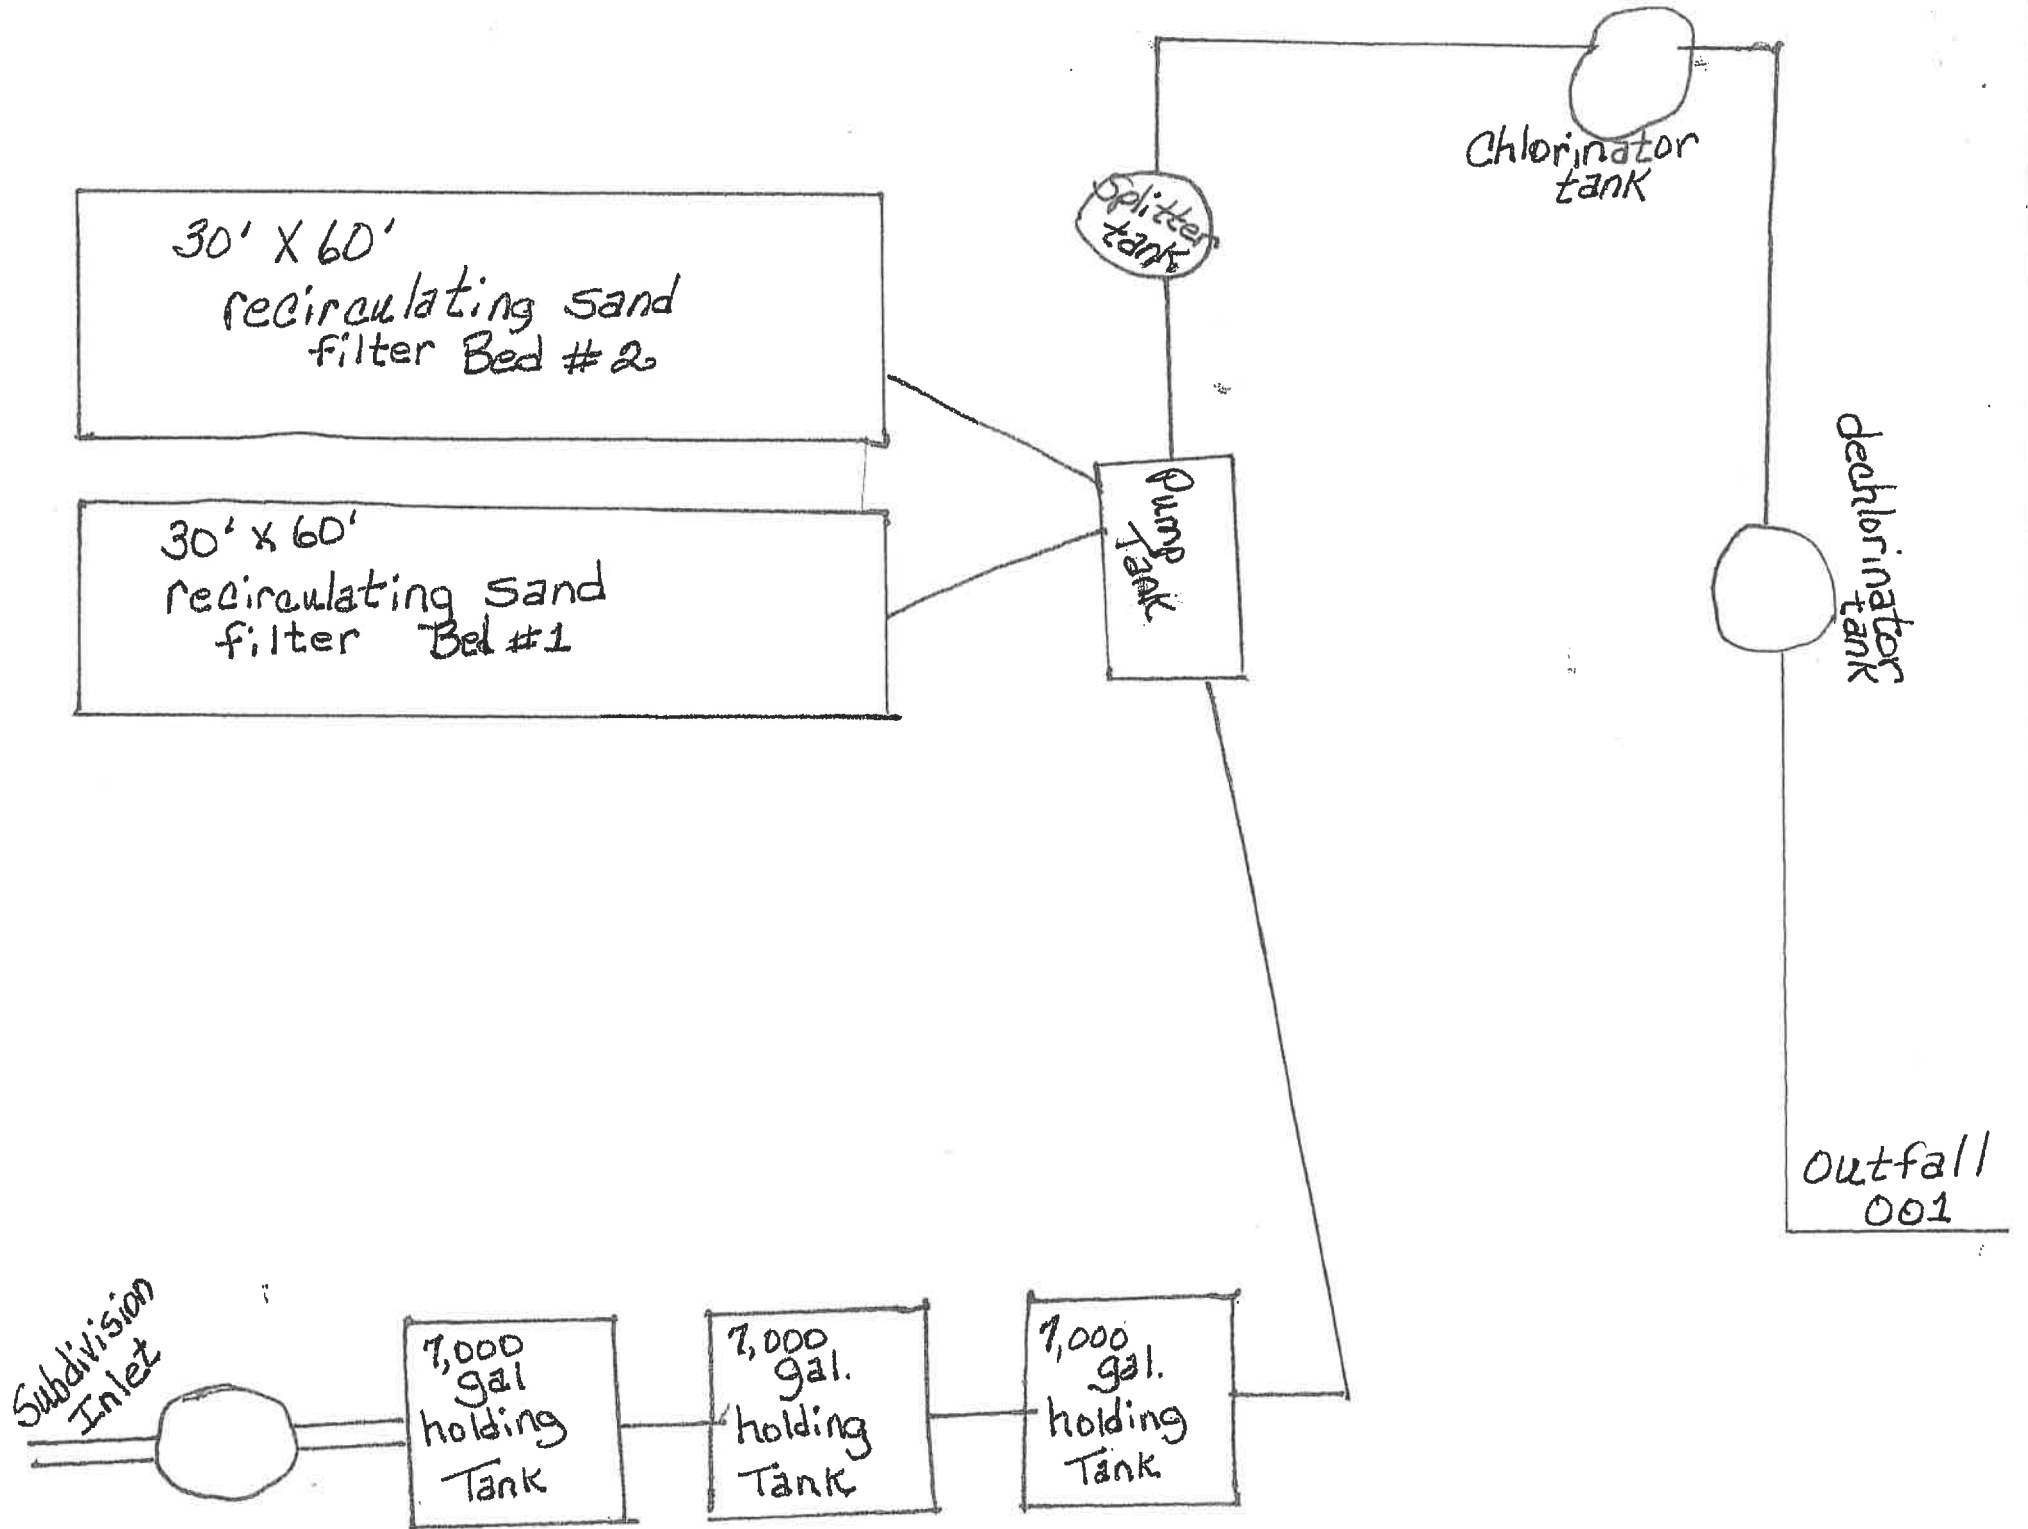 Chlorinator
tank
Splitter
tank
30' X 60'
recirculating sand
filter Bed #2
30' x 60'
recirculating sand
filter Bed #1
Pump
Tank
dechlorinator
tank
Outfall
001
Subdivision
Inlet
7,000
gal
holding
Tank
7,000
gal.
holding
Tank
7,000
gal.
holding
Tank